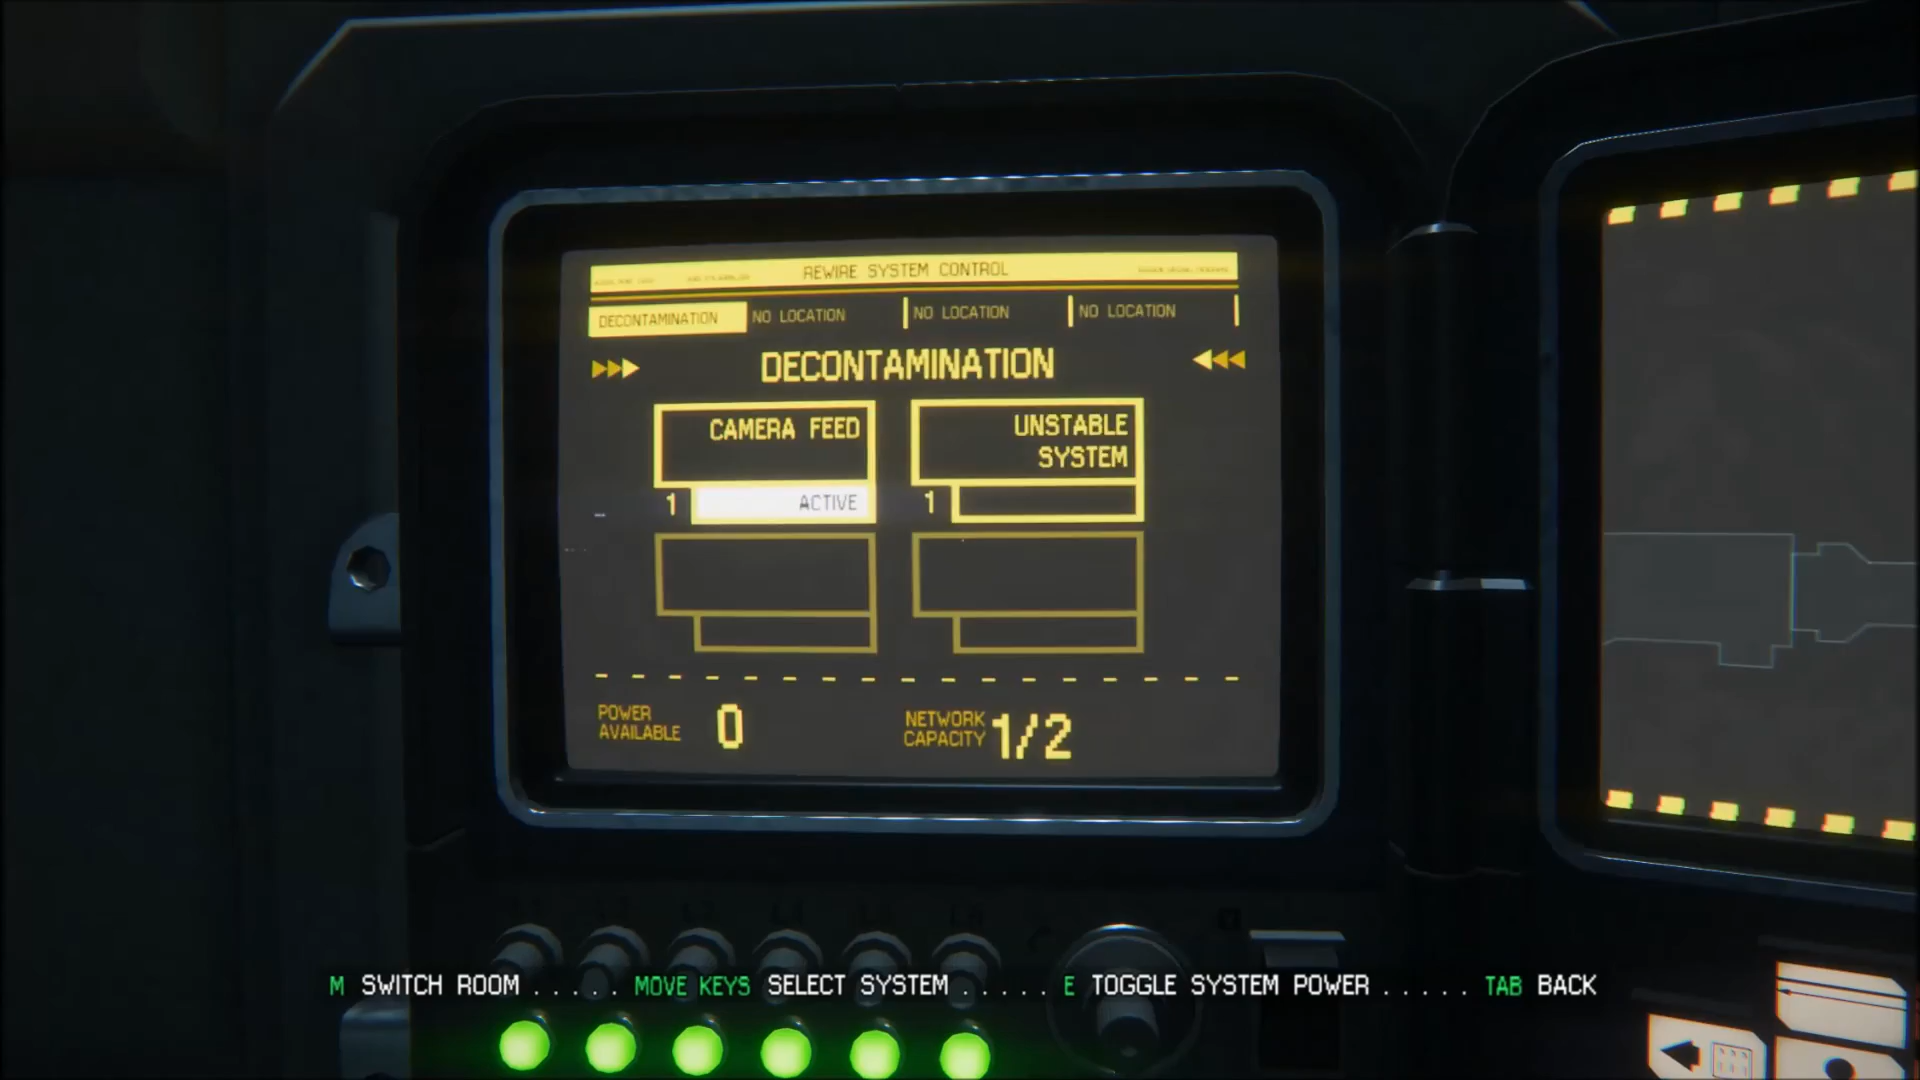 REWIRE SYSTEM CONTROL
DECONTAMINATION NO LOCATION NO LOCATION NO LOCATION
DECONTAMINATION
CAMERA FEED
UNSTABLE
SYSTEM
1 ACTIVE
1
POWER
AVAILABLE
0
NETWORK
CAPACITY
1/2
M SWITCH ROOM ..... MOVE KEYS SELECT SYSTEM ...... E TOGGLE SYSTEM POWER ...... TAB BACK